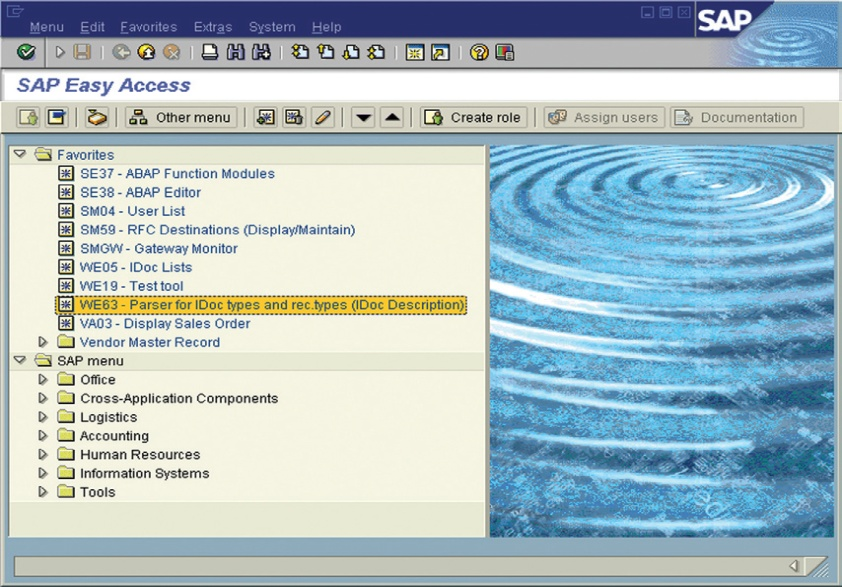 Menu Edit Favorites Extras System Help
SAP
SAP Easy Access
Other menu Create role Assign users Documentation
Favorites
SE37 - ABAP Function Modules
SE38 - ABAP Editor
SM04 - User List
SM59 - RFC Destinations (Display/Maintain)
SMGW - Gateway Monitor
WE05 - IDoc Lists
WE19 - Test tool
WE63 - Parser for IDoc types and rec.types (IDoc Description)
VA03 - Display Sales Order
Vendor Master Record
SAP menu
Office
Cross-Application Components
Logistics
Accounting
Human Resources
Information Systems
Tools